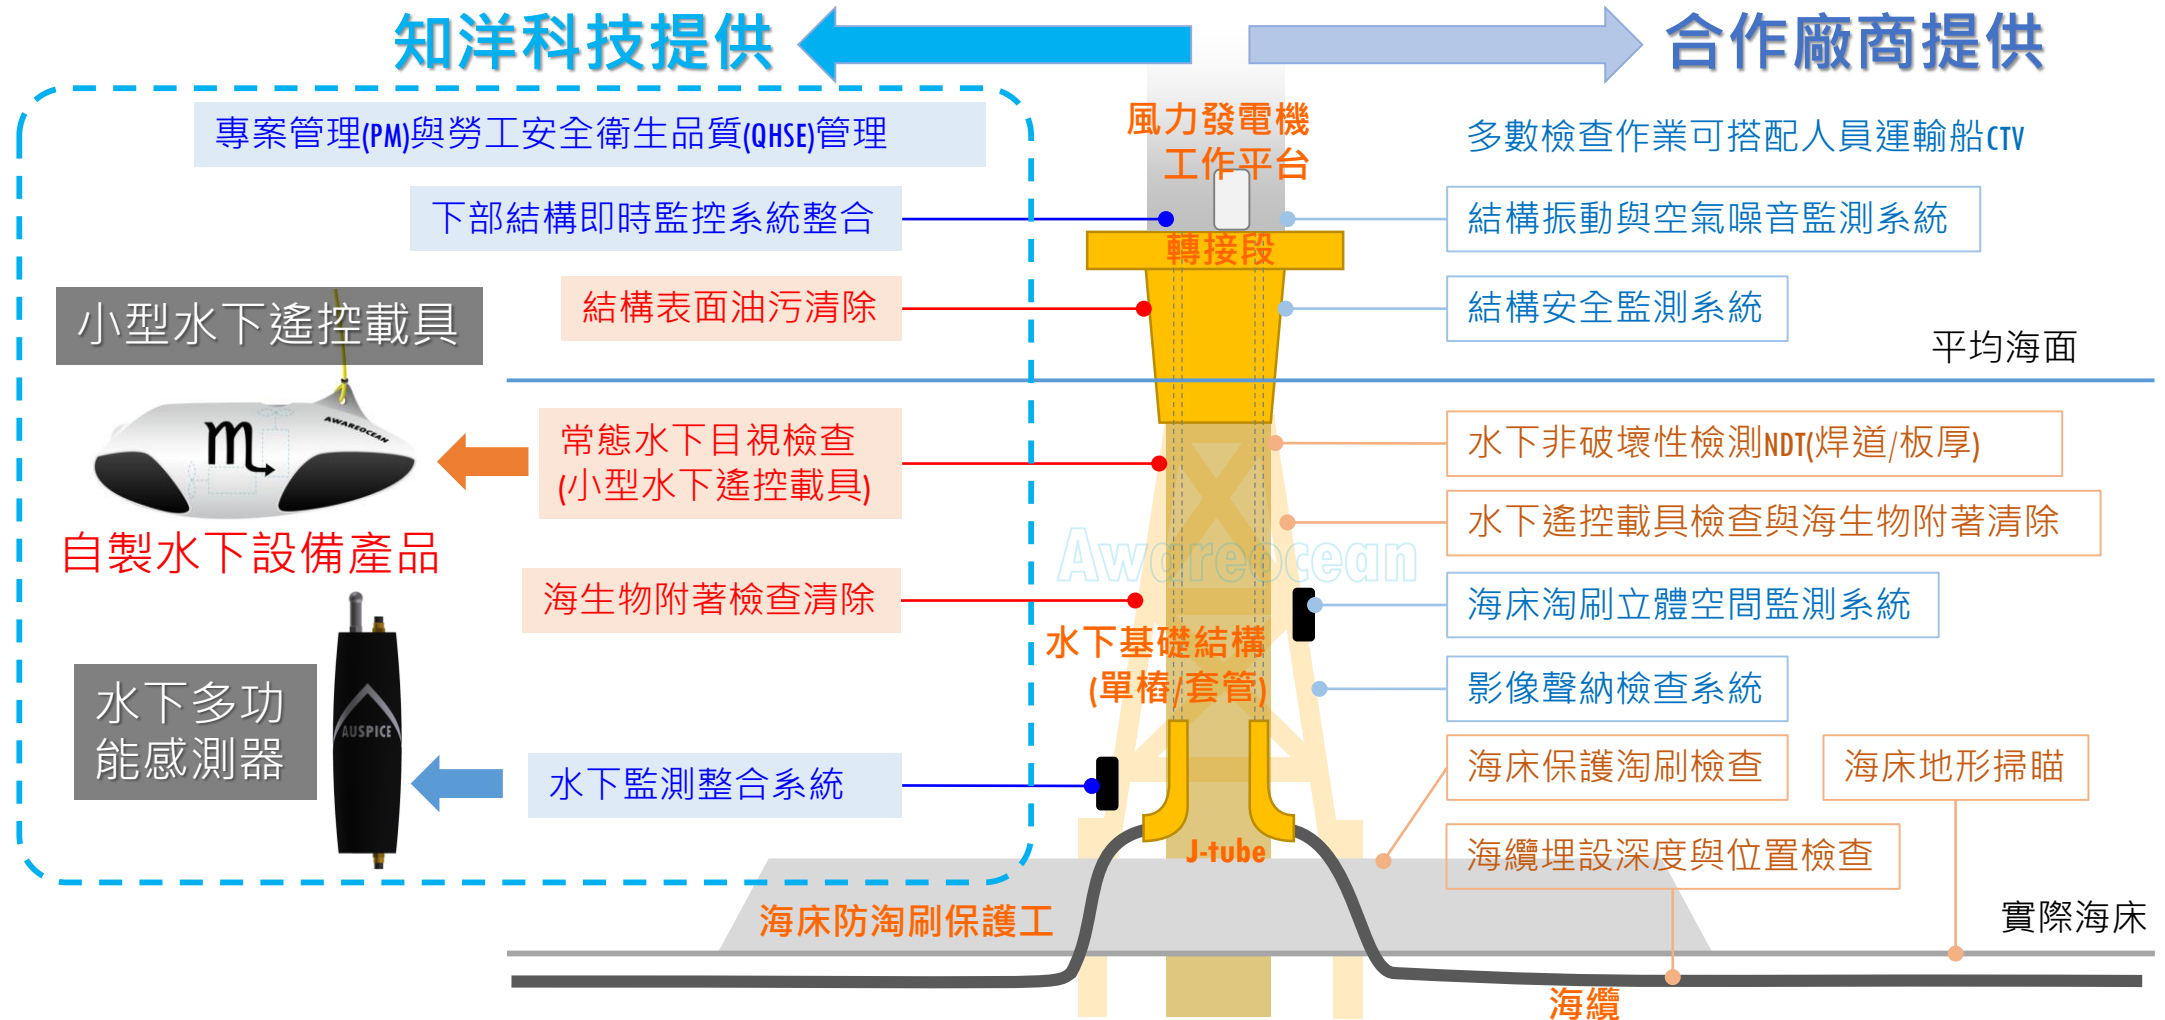 知洋科技提供
合作廠商提供
專案管理(PM)與勞工安全衛生品質(QHSE)管理
風力發電機
工作平台
多數檢查作業可搭配人員運輸船CTV
下部結構即時監控系統整合
結構振動與空氣噪音監測系統
轉接段
小型水下遙控載具
結構表面油污清除
結構安全監測系統
平均海面
AWAREOCEAN
常態水下目視檢查
(小型水下遙控載具)
水下非破壞性檢測NDT(焊道/板厚)
水下遙控載具檢查與海生物附著清除
自製水下設備產品
Awareocean
海生物附著檢查清除
海床淘刷立體空間監測系統
水下基礎結構
(單樁/套管)
水下多功
能感測器
AUSPICE
影像聲納檢查系統
水下監測整合系統
海床保護淘刷檢查
海床地形掃瞄
J-tube
海纜埋設深度與位置檢查
海床防淘刷保護工
實際海床
海纜